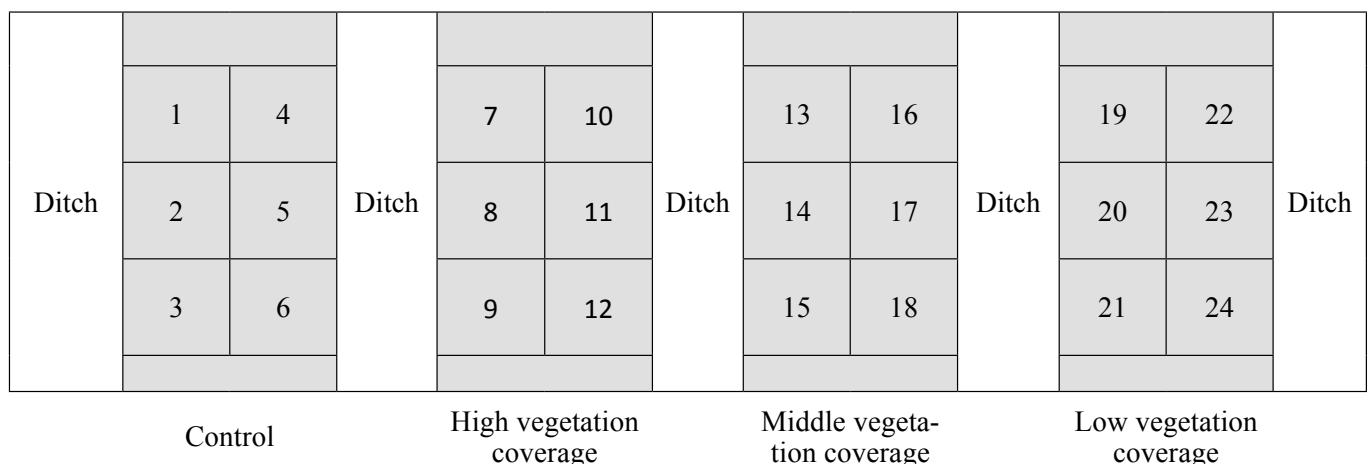 1 4 7 10 13 16 19 22
Ditch 2 5 Ditch 8 11 Ditch 14 17 Ditch 20 23 Ditch
3 6 9 12 15 18 21 24
Control
High vegetation
coverage
Middle vegeta-
tion coverage
Low vegetation
coverage